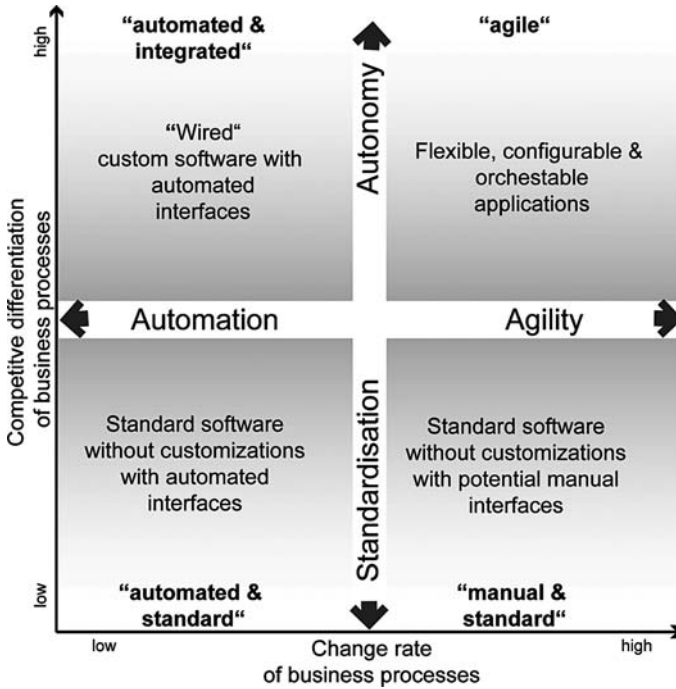 “automated &
integrated“
“agile“
high
“Wired“
custom software with
automated
interfaces
Autonomy
Flexible, configurable &
orchestable
applications
Competitve differentiation
of business processes
Automation
Agility
Standard software
without customizations
with automated
interfaces
Standardisation
Standard software
without customizations
with potential manual
interfaces
low
“automated &
standard“
“manual &
standard“
low
Change rate
of business processes
high